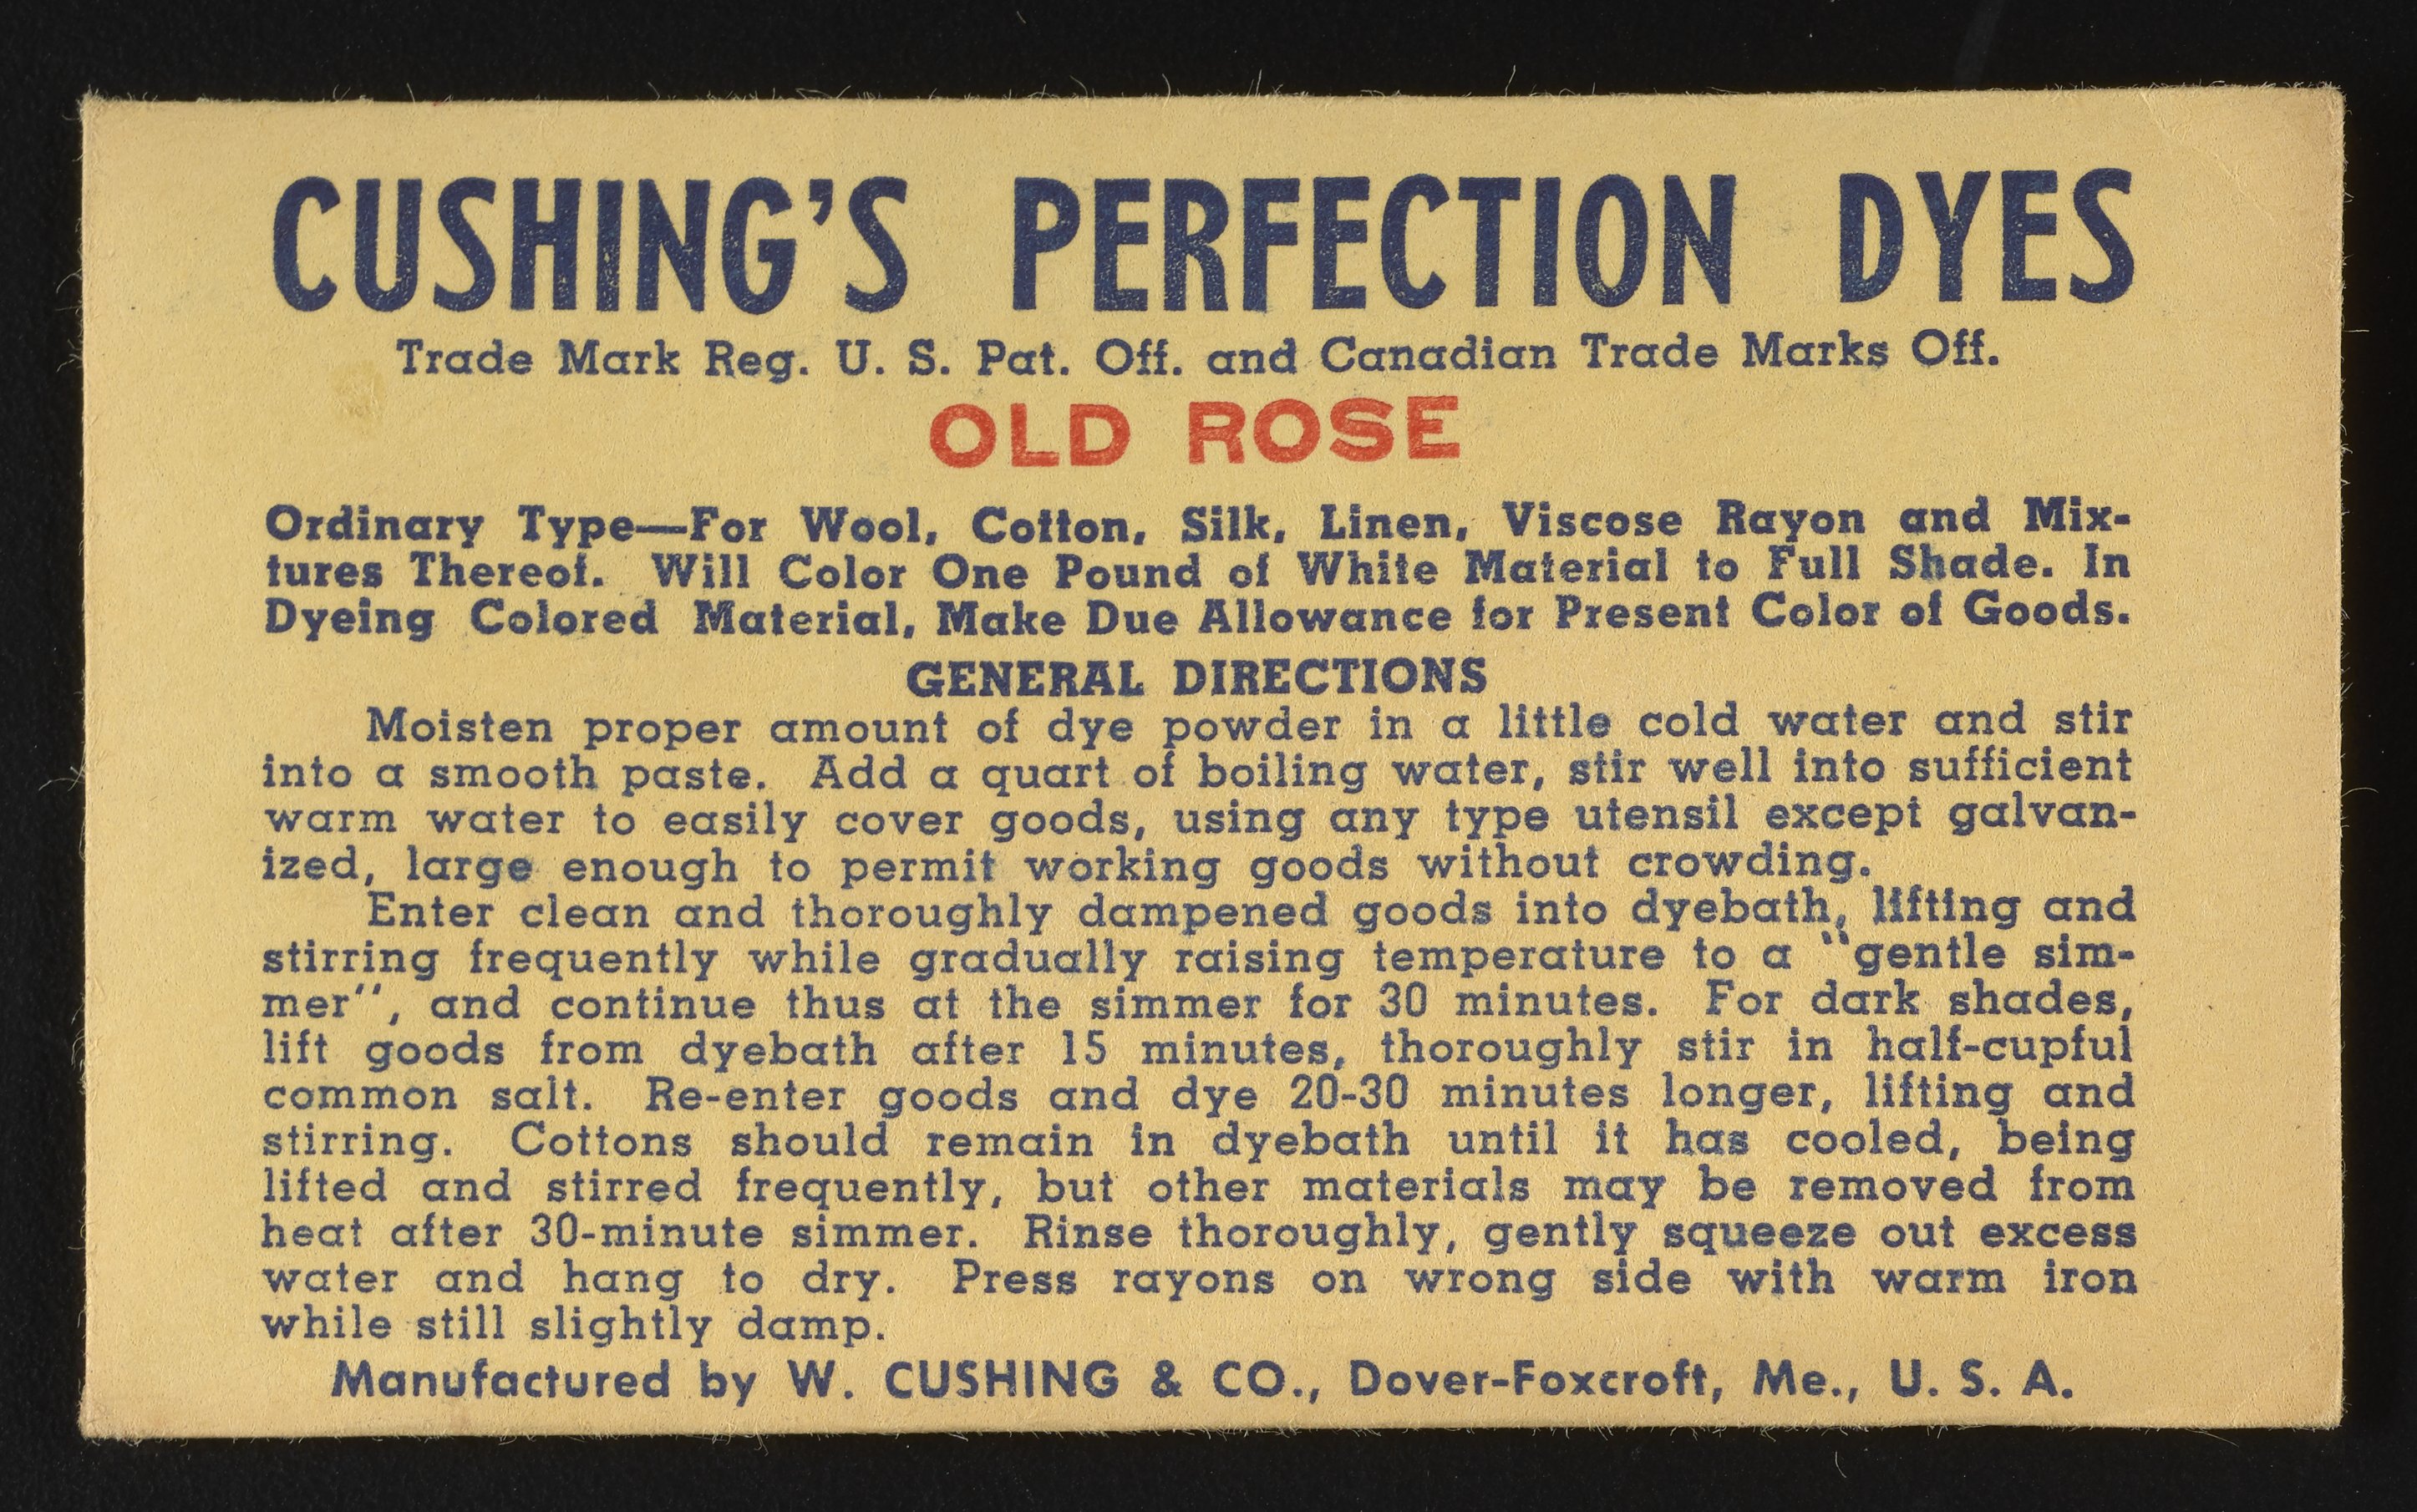 CUSHING'S PERFECTION DYES
Trade Mark Reg. U. S. Pat. Off. and Canadian Trade Marks Off.
OLD ROSE
Ordinary Type—For Wool, Cotton, Silk, Linen, Viscose Rayon and Mix-
tures Thereof. Will Color One Pound of White Material to Full Shade. In
Dyeing Colored Material, Make Due Allowance for Present Color of Goods.
GENERAL DIRECTIONS
Moisten proper amount of dye powder in a little cold water and stir
into a smooth paste. Add a quart of boiling water, stir well into sufficient
warm water to easily cover goods, using any type utensil except galvan-
ized, large enough to permit working goods without crowding.
Enter clean and thoroughly dampened goods into dyebath, lifting and
stirring frequently while gradually raising temperature to a "gentle sim-
mer", and continue thus at the simmer for 30 minutes. For dark shades,
lift goods from dyebath after 15 minutes, thoroughly stir in half-cupful
common salt. Re-enter goods and dye 20-30 minutes longer, lifting and
stirring. Cottons should remain in dyebath until it has cooled, being
lifted and stirred frequently, but other materials may be removed from
heat after 30-minute simmer. Rinse thoroughly, gently squeeze out excess
water and hang to dry. Press rayons on wrong side with warm iron
while still slightly damp.
Manufactured by W. CUSHING & CO., Dover-Foxcroft, Me., U. S. A.